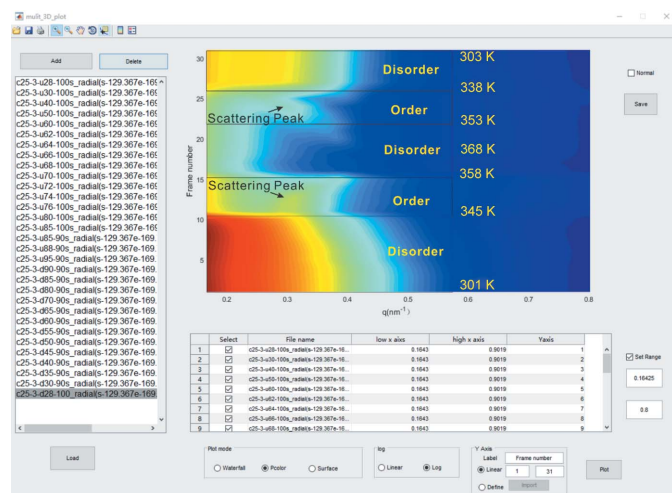 mulit_3D_plot
Add
Delete
c25-3-u28-100s_radial(s-129.367e-169
c25-3-u30-100s_radial(s-129.367e-169
c25-3-u40-100s_radial(s-129.367e-169
c25-3-u50-100s_radial(s-129.367e-169
c25-3-u60-100s_radial(s-129.367e-169
c25-3-u62-100s_radial(s-129.367e-169
c25-3-u64-100s_radial(s-129.367e-169
c25-3-u66-100s_radial(s-129.367e-169
c25-3-u68-100s_radial(s-129.367e-169
c25-3-u70-100s_radial(s-129.367e-169
c25-3-u72-100s_radial(s-129.367e-169
c25-3-u74-100s_radial(s-129.367e-169
c25-3-u76-100s_radial(s-129.367e-169
c25-3-u80-100s_radial(s-129.367e-169
c25-3-u85-100s_radial(s-129.367e-169
c25-3-u85-90s_radial(s-129.367e-169.
c25-3-u88-90s_radial(s-129.367e-169.
c25-3-u95-90s_radial(s-129.367e-169.
c25-3-d90-90s_radial(s-129.367e-169.
c25-3-d85-90s_radial(s-129.367e-169.
c25-3-d80-90s_radial(s-129.367e-169.
c25-3-d70-90s_radial(s-129.367e-169.
c25-3-d65-90s_radial(s-129.367e-169.
c25-3-d60-90s_radial(s-129.367e-169.
c25-3-d55-90s_radial(s-129.367e-169.
c25-3-d50-90s_radial(s-129.367e-169.
c25-3-d45-90s_radial(s-129.367e-169.
c25-3-d40-90s_radial(s-129.367e-169.
c25-3-d35-90s_radial(s-129.367e-169.
c25-3-d30-90s_radial(s-129.367e-169.
c25-3-d28-100_radial(s-129.367e-169.
Load
Frame number
30
25
20
15
10
5
0.2 0.3 0.4 0.5 0.6 0.7 0.8
q(nm⁻¹)
303 K
Disorder
338 K
Order
Scattering Peak
353 K
Disorder
368 K
358 K
Scattering Peak
Order
345 K
Disorder
301 K
Normal
Save
Select File name low x aixs high x axis Yaxis
1 c25-3-u28-100s_radial(s-129.367e-16... 0.1643 0.9019 1
2 c25-3-u30-100s_radial(s-129.367e-16... 0.1643 0.9019 2
3 c25-3-u40-100s_radial(s-129.367e-16... 0.1643 0.9019 3
4 c25-3-u50-100s_radial(s-129.367e-16... 0.1643 0.9019 4
5 c25-3-u60-100s_radial(s-129.367e-16... 0.1643 0.9019 5
6 c25-3-u62-100s_radial(s-129.367e-16... 0.1643 0.9019 6
7 c25-3-u64-100s_radial(s-129.367e-16... 0.1643 0.9019 7
8 c25-3-u66-100s_radial(s-129.367e-16... 0.1643 0.9019 8
9 c25-3-u68-100s_radial(s-129.367e-16... 0.1643 0.9019 9
Set Range
0.16425
0.8
Plot mode
Waterfall Pcolor Surface
log
Linear Log
Y Axis
Label Frame number
Linear 1 31
Define import
Plot